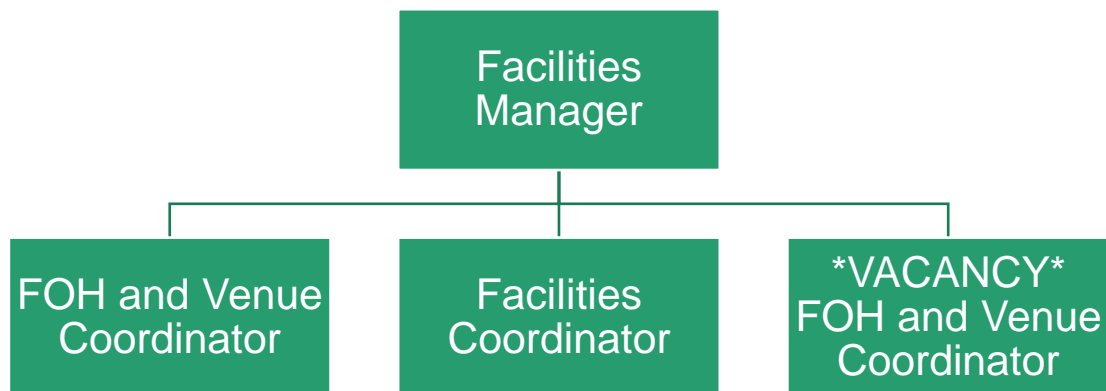 Facilities
Manager
FOH and Venue
Coordinator
Facilities
Coordinator
*VACANCY*
FOH and Venue
Coordinator